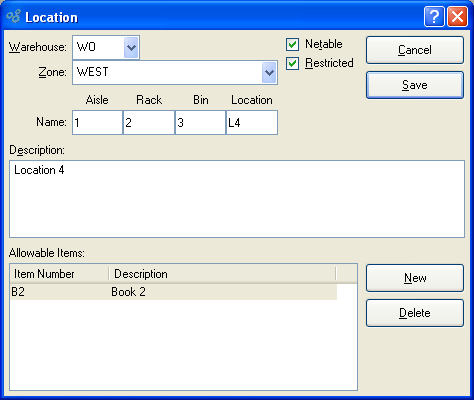 Location
Warehouse: WO
Netable
Cancel
Zone: WEST
Restricted
Save
Aisle Rack Bin Location
Name: 1 2 3 L4
Description:
Location 4
Allowable Items:
Item Number Description
New
B2 Book 2
Delete